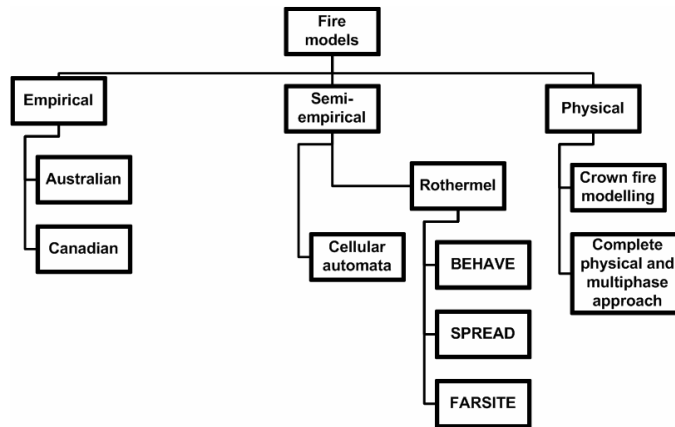 Fire
models
Empirical
Semi-
empirical
Physical
Australian
Canadian
Cellular
automata
Rothermel
BEHAVE
SPREAD
FARSITE
Crown fire
modelling
Complete
physical and
multiphase
approach